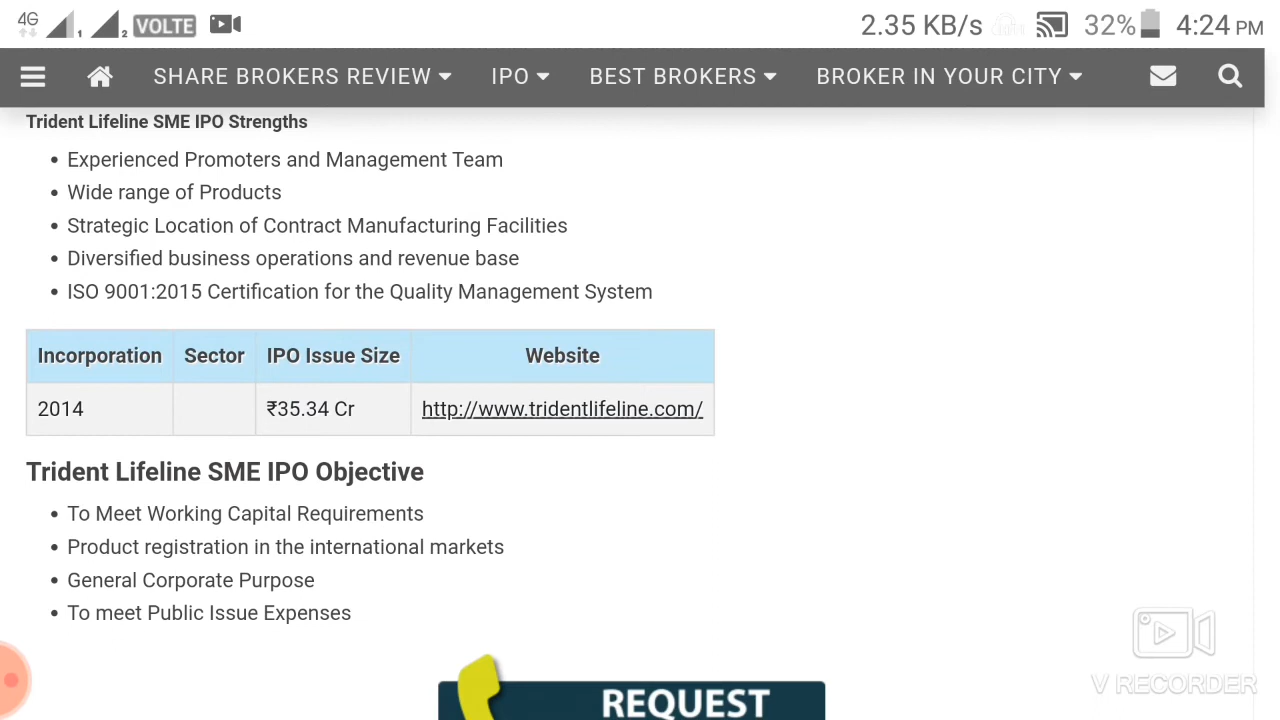 4G 1 2 VOLTE 2.35 KB/s 32% 4:24 PM
SHARE BROKERS REVIEW IPO BEST BROKERS BROKER IN YOUR CITY
Trident Lifeline SME IPO Strengths
• Experienced Promoters and Management Team
• Wide range of Products
• Strategic Location of Contract Manufacturing Facilities
• Diversified business operations and revenue base
• ISO 9001:2015 Certification for the Quality Management System
Incorporation Sector IPO Issue Size Website
2014 ₹35.34 Cr http://www.tridentlifeline.com/
Trident Lifeline SME IPO Objective
• To Meet Working Capital Requirements
• Product registration in the international markets
• General Corporate Purpose
• To meet Public Issue Expenses
V RECORDER
REQUEST